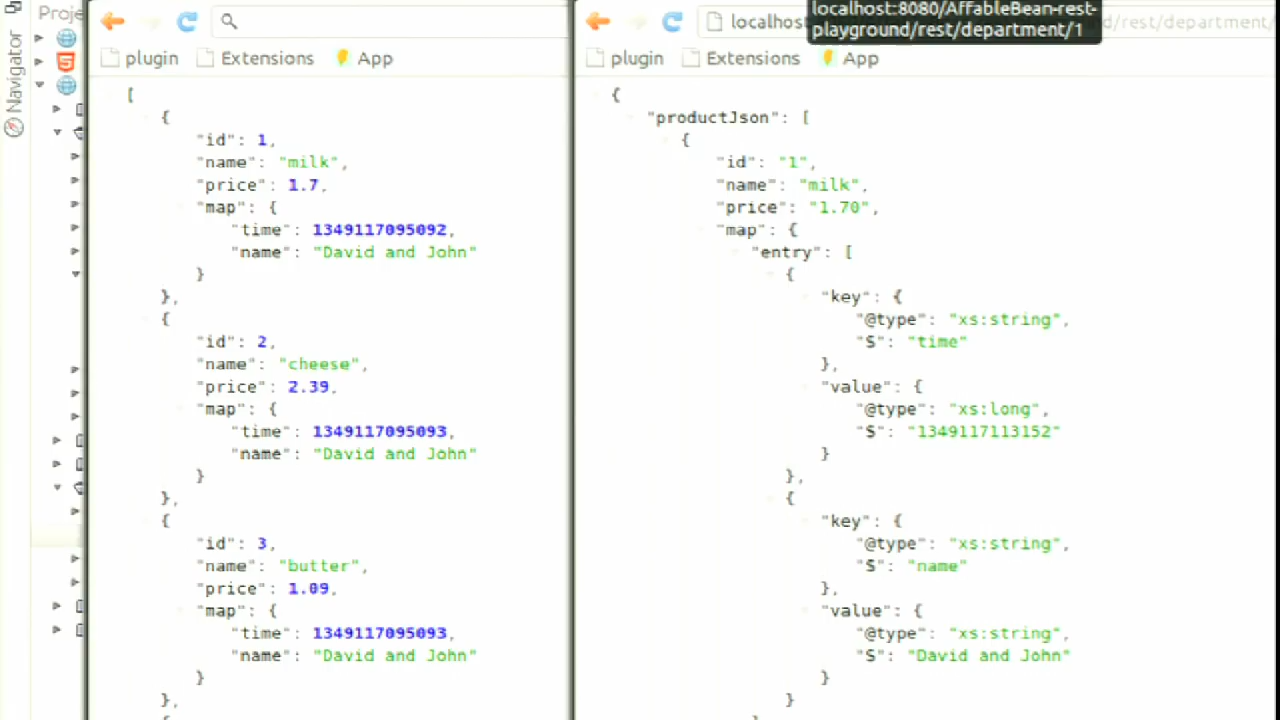 Proje
Navigator
plugin Extensions App
[
{
"id": 1,
"name": "milk",
"price": 1.7,
"map": {
"time": 1349117095092,
"name": "David and John"
}
},
{
"id": 2,
"name": "cheese",
"price": 2.39,
"map": {
"time": 1349117095093,
"name": "David and John"
}
},
{
"id": 3,
"name": "butter",
"price": 1.09,
"map": {
"time": 1349117095093,
"name": "David and John"
}
},
{
localhost d/rest/department/
localhost:8080/AffableBean-rest-
playground/rest/department/1
plugin Extensions App
{
"productJson": [
{
"id": "1",
"name": "milk",
"price": "1.70",
"map": {
"entry": [
{
"key": {
"@type": "xs:string",
"$": "time"
},
"value": {
"@type": "xs:long",
"$": "1349117113152"
}
},
{
"key": {
"@type": "xs:string",
"$": "name"
},
"value": {
"@type": "xs:string",
"$": "David and John"
}
}
]